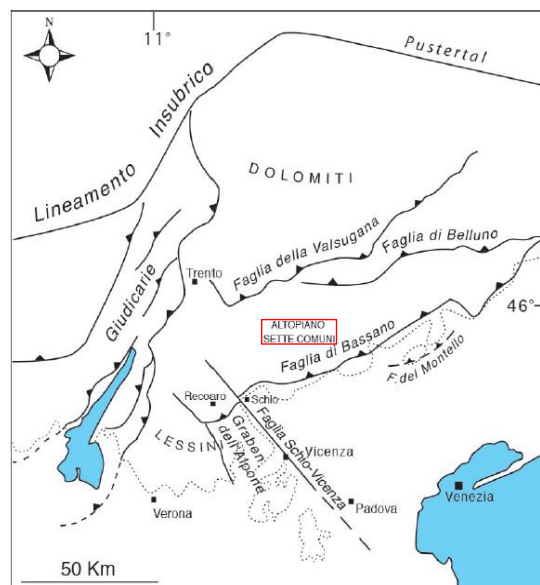 N
11°
Pustertal
Lineamento Insubrico
DOLOMITI
Giudicarie
Trento
Faglia della Valsugana
Faglia di Belluno
46°
ALTOPIANO
SETTE COMUNI
Faglia di Bassano
F. del Montello
Recoaro
Schio
LESSINI
Graben
dell'Alpone
Faglia Schio-Vicenza
Vicenza
Verona
Padova
Venezia
50 Km